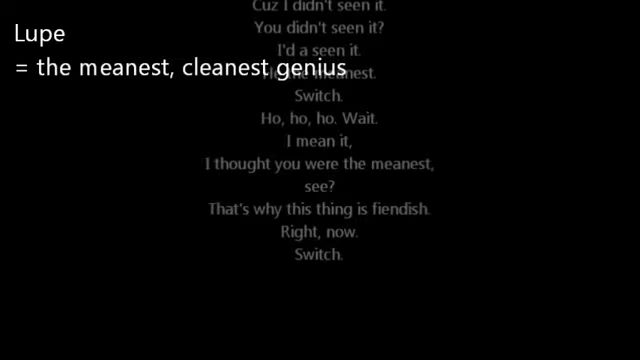 Cuz I didn't seen it.
Lupe
You didn't seen it?
I'd a seen it.
= the meanest, cleanest genius
the meanest.
Switch.
Ho, ho, ho. Wait.
I mean it,
I thought you were the meanest,
see?
That's why this thing is fiendish.
Right, now.
Switch.